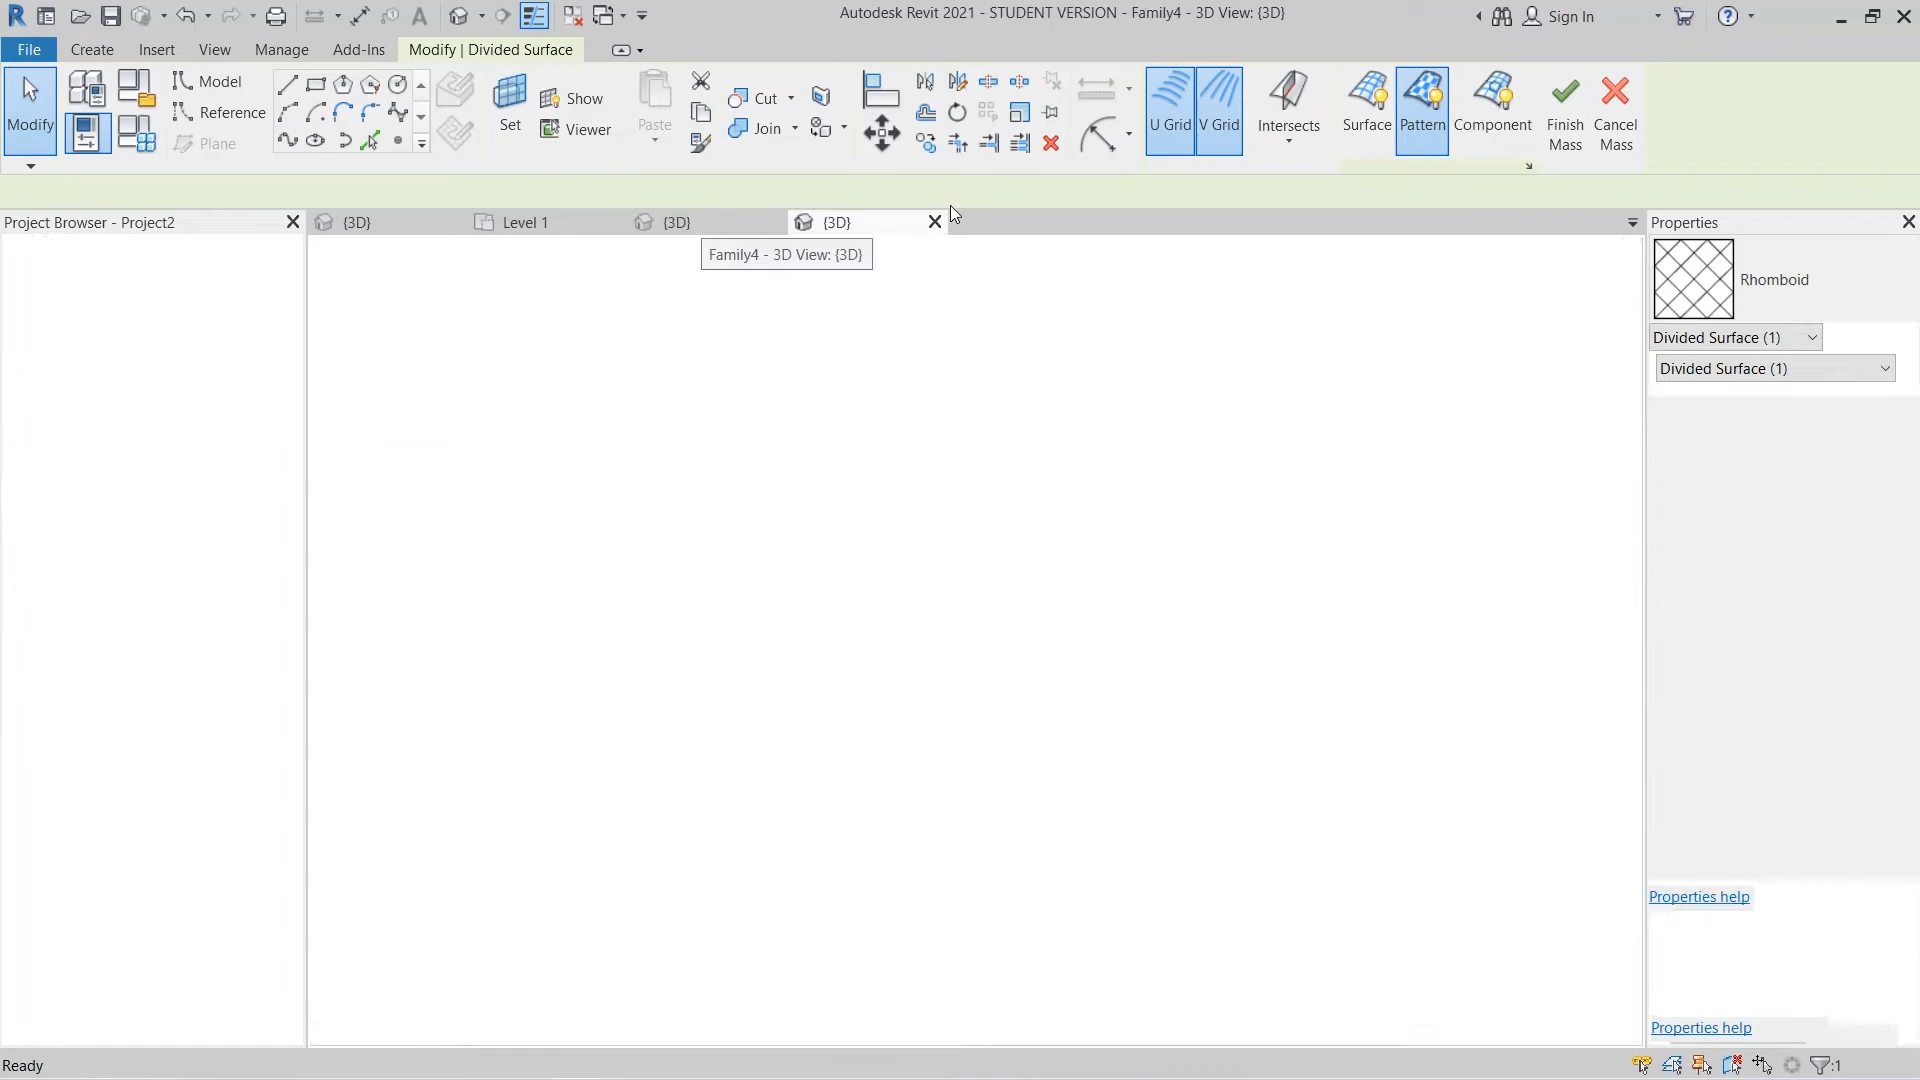 Autodesk Revit 2021 - STUDENT VERSION - Family4 - 3D View: {3D}
Sign In
File
Create
Insert
View
Manage
Add-Ins
Modify | Divided Surface
Modify
Model
Reference
Plane
Set
Show
Viewer
Paste
Cut
Join
U Grid
V Grid
Intersects
Surface
Pattern
Component
Finish Mass
Cancel Mass
Project Browser - Project2
{3D}
Level 1
{3D}
{3D}
Family4 - 3D View: {3D}
Properties
Rhomboid
Divided Surface (1)
Divided Surface (1)
Properties help
Properties help
Ready
:1